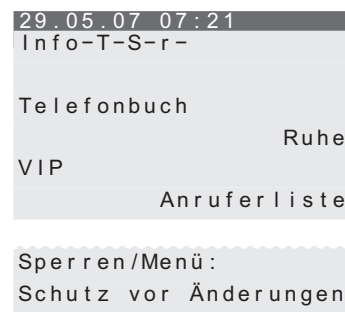 29.05.07 07:21
Info-T-S-r-
Telefonbuch
Ruhe
VIP
Anruferliste
Sperren/Menü:
Schutz vor Änderungen